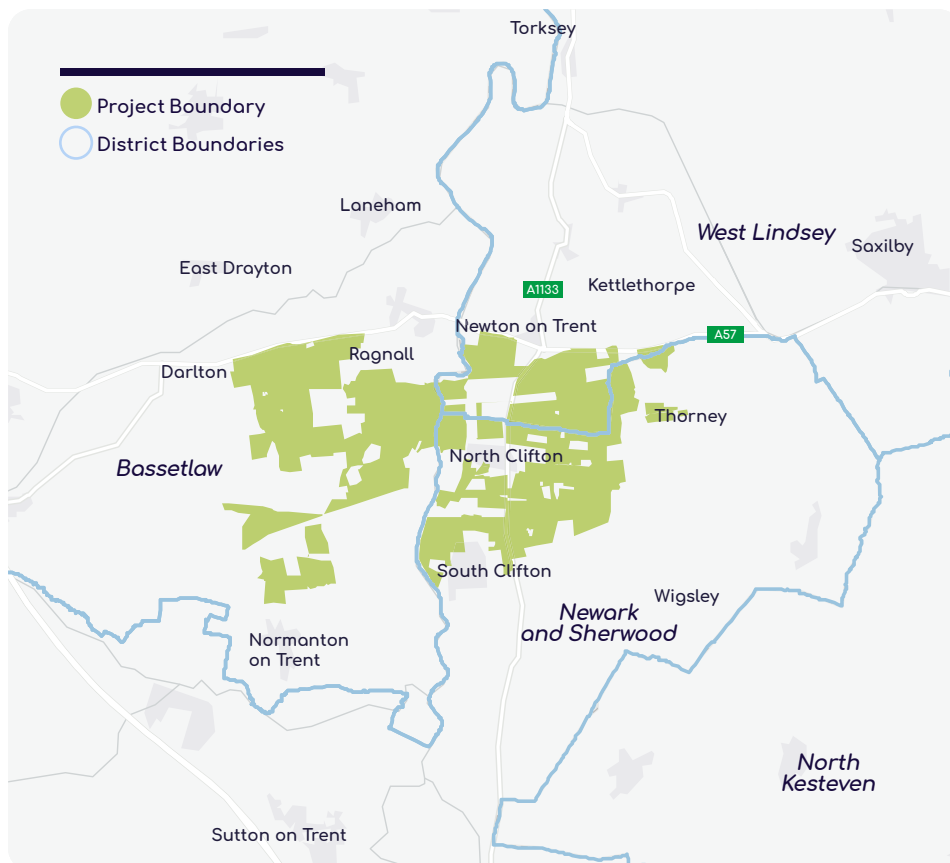 Torksey
Project Boundary
District Boundaries
Laneham
West Lindsey
Saxilby
East Drayton
Kettlethorpe
A1133
Newton on Trent
A57
Ragnall
Darlton
Thorney
North Clifton
Bassetlaw
South Clifton
Wigsley
Newark
and Sherwood
Normanton
on Trent
North
Kesteven
Sutton on Trent